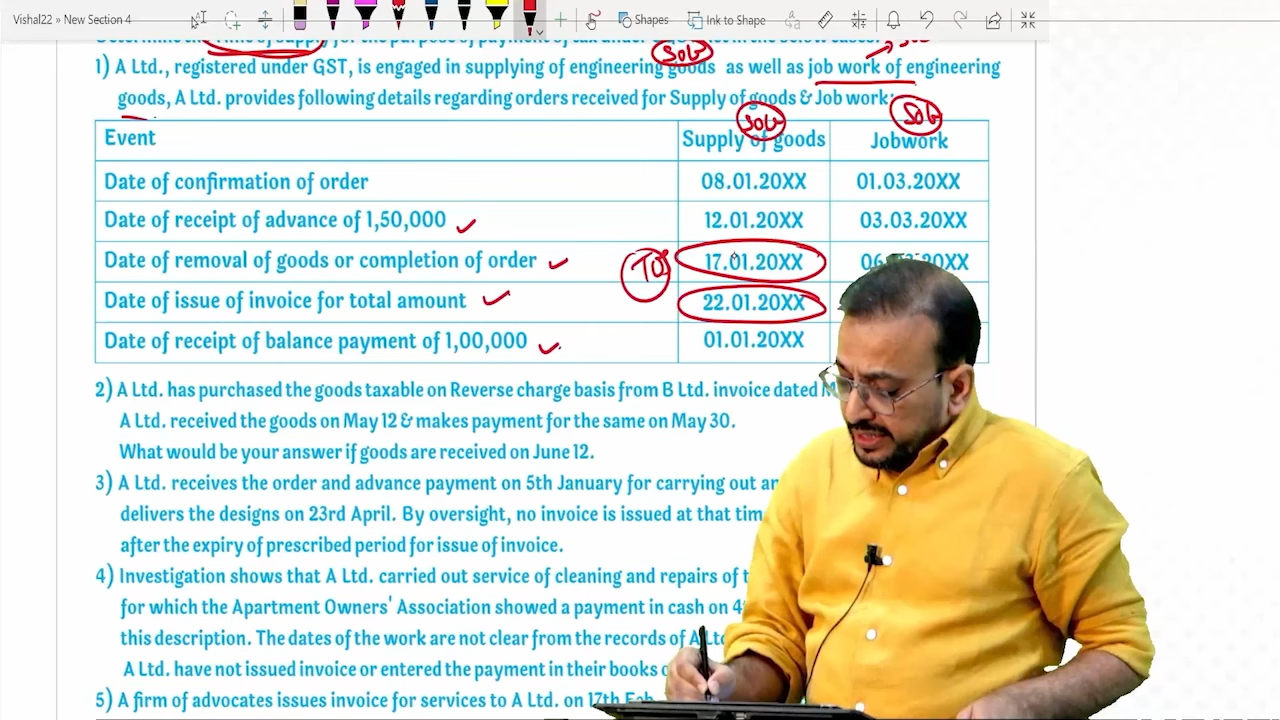 Vishal22 » New Section 4
Shapes
Ink to Shape
for the purpose of payment of tax under
SOG
1) A Ltd., registered under GST, is engaged in supplying of engineering goods as well as job work of engineering
goods, A Ltd. provides following details regarding orders received for Supply of goods & Job work:
SOG
SOS
Event
Supply of goods
Jobwork
Date of confirmation of order
08.01.20XX
01.03.20XX
Date of receipt of advance of 1,50,000
12.01.20XX
03.03.20XX
Date of removal of goods or completion of order
TOS
17.01.20XX
Date of issue of invoice for total amount
22.01.20XX
Date of receipt of balance payment of 1,00,000
01.01.20XX
2) A Ltd. has purchased the goods taxable on Reverse charge basis from B Ltd. invoice dated
A Ltd. received the goods on May 12 & makes payment for the same on May 30.
What would be your answer if goods are received on June 12.
3) A Ltd. receives the order and advance payment on 5th January for carrying out
delivers the designs on 23rd April. By oversight, no invoice is issued at that
after the expiry of prescribed period for issue of invoice.
4) Investigation shows that A Ltd. carried out service of cleaning and repairs of
for which the Apartment Owners' Association showed a payment in cash on
this description. The dates of the work are not clear from the records of A
A Ltd. have not issued invoice or entered the payment in their books
5) A firm of advocates issues invoice for services to A Ltd. on 17th